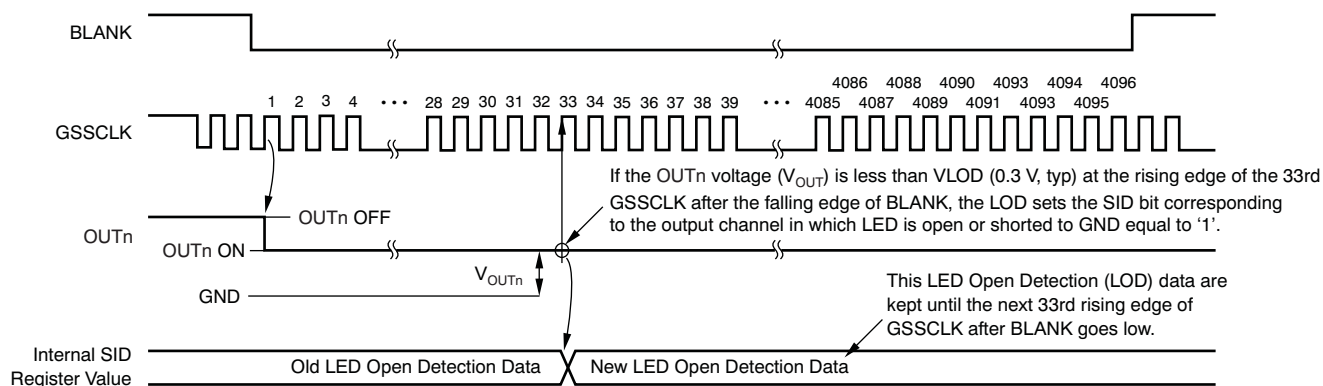 BLANK
4086 4088 4090 4093 4094 4096
1 2 3 4 ••• 28 29 30 31 32 33 34 35 36 37 38 39 ••• 4085 4087 4089 4091 4093 4095
GSSCLK
If the OUTn voltage (VOUT) is less than VLOD (0.3 V, typ) at the rising edge of the 33rd
GSSCLK after the falling edge of BLANK, the LOD sets the SID bit corresponding
to the output channel in which LED is open or shorted to GND equal to ‘1’.
OUTn OFF
OUTn
OUTn ON
VOUTn
GND
This LED Open Detection (LOD) data are
kept until the next 33rd rising edge of
GSSCLK after BLANK goes low.
Internal SID
Register Value
Old LED Open Detection Data
New LED Open Detection Data